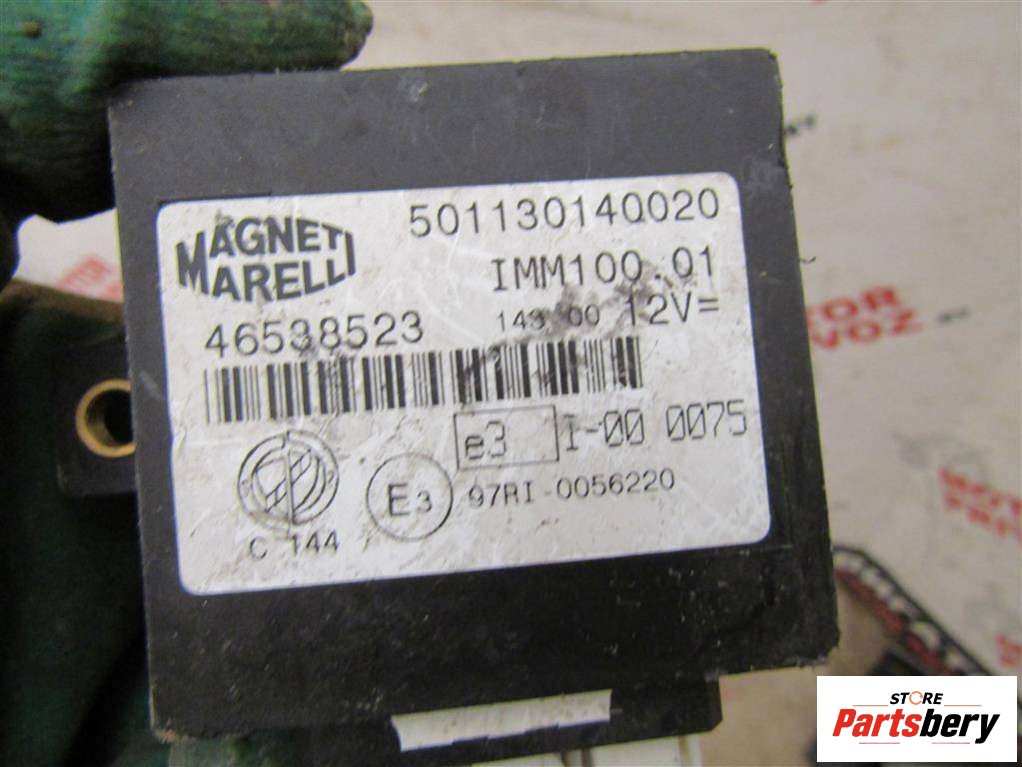 MAGNETI
MARELLI
501130140020
IMM100.01
46538523
143 00 12V=
e3
I-00 0075
E3
97RI-0056220
C 144
STORE
Partsbery